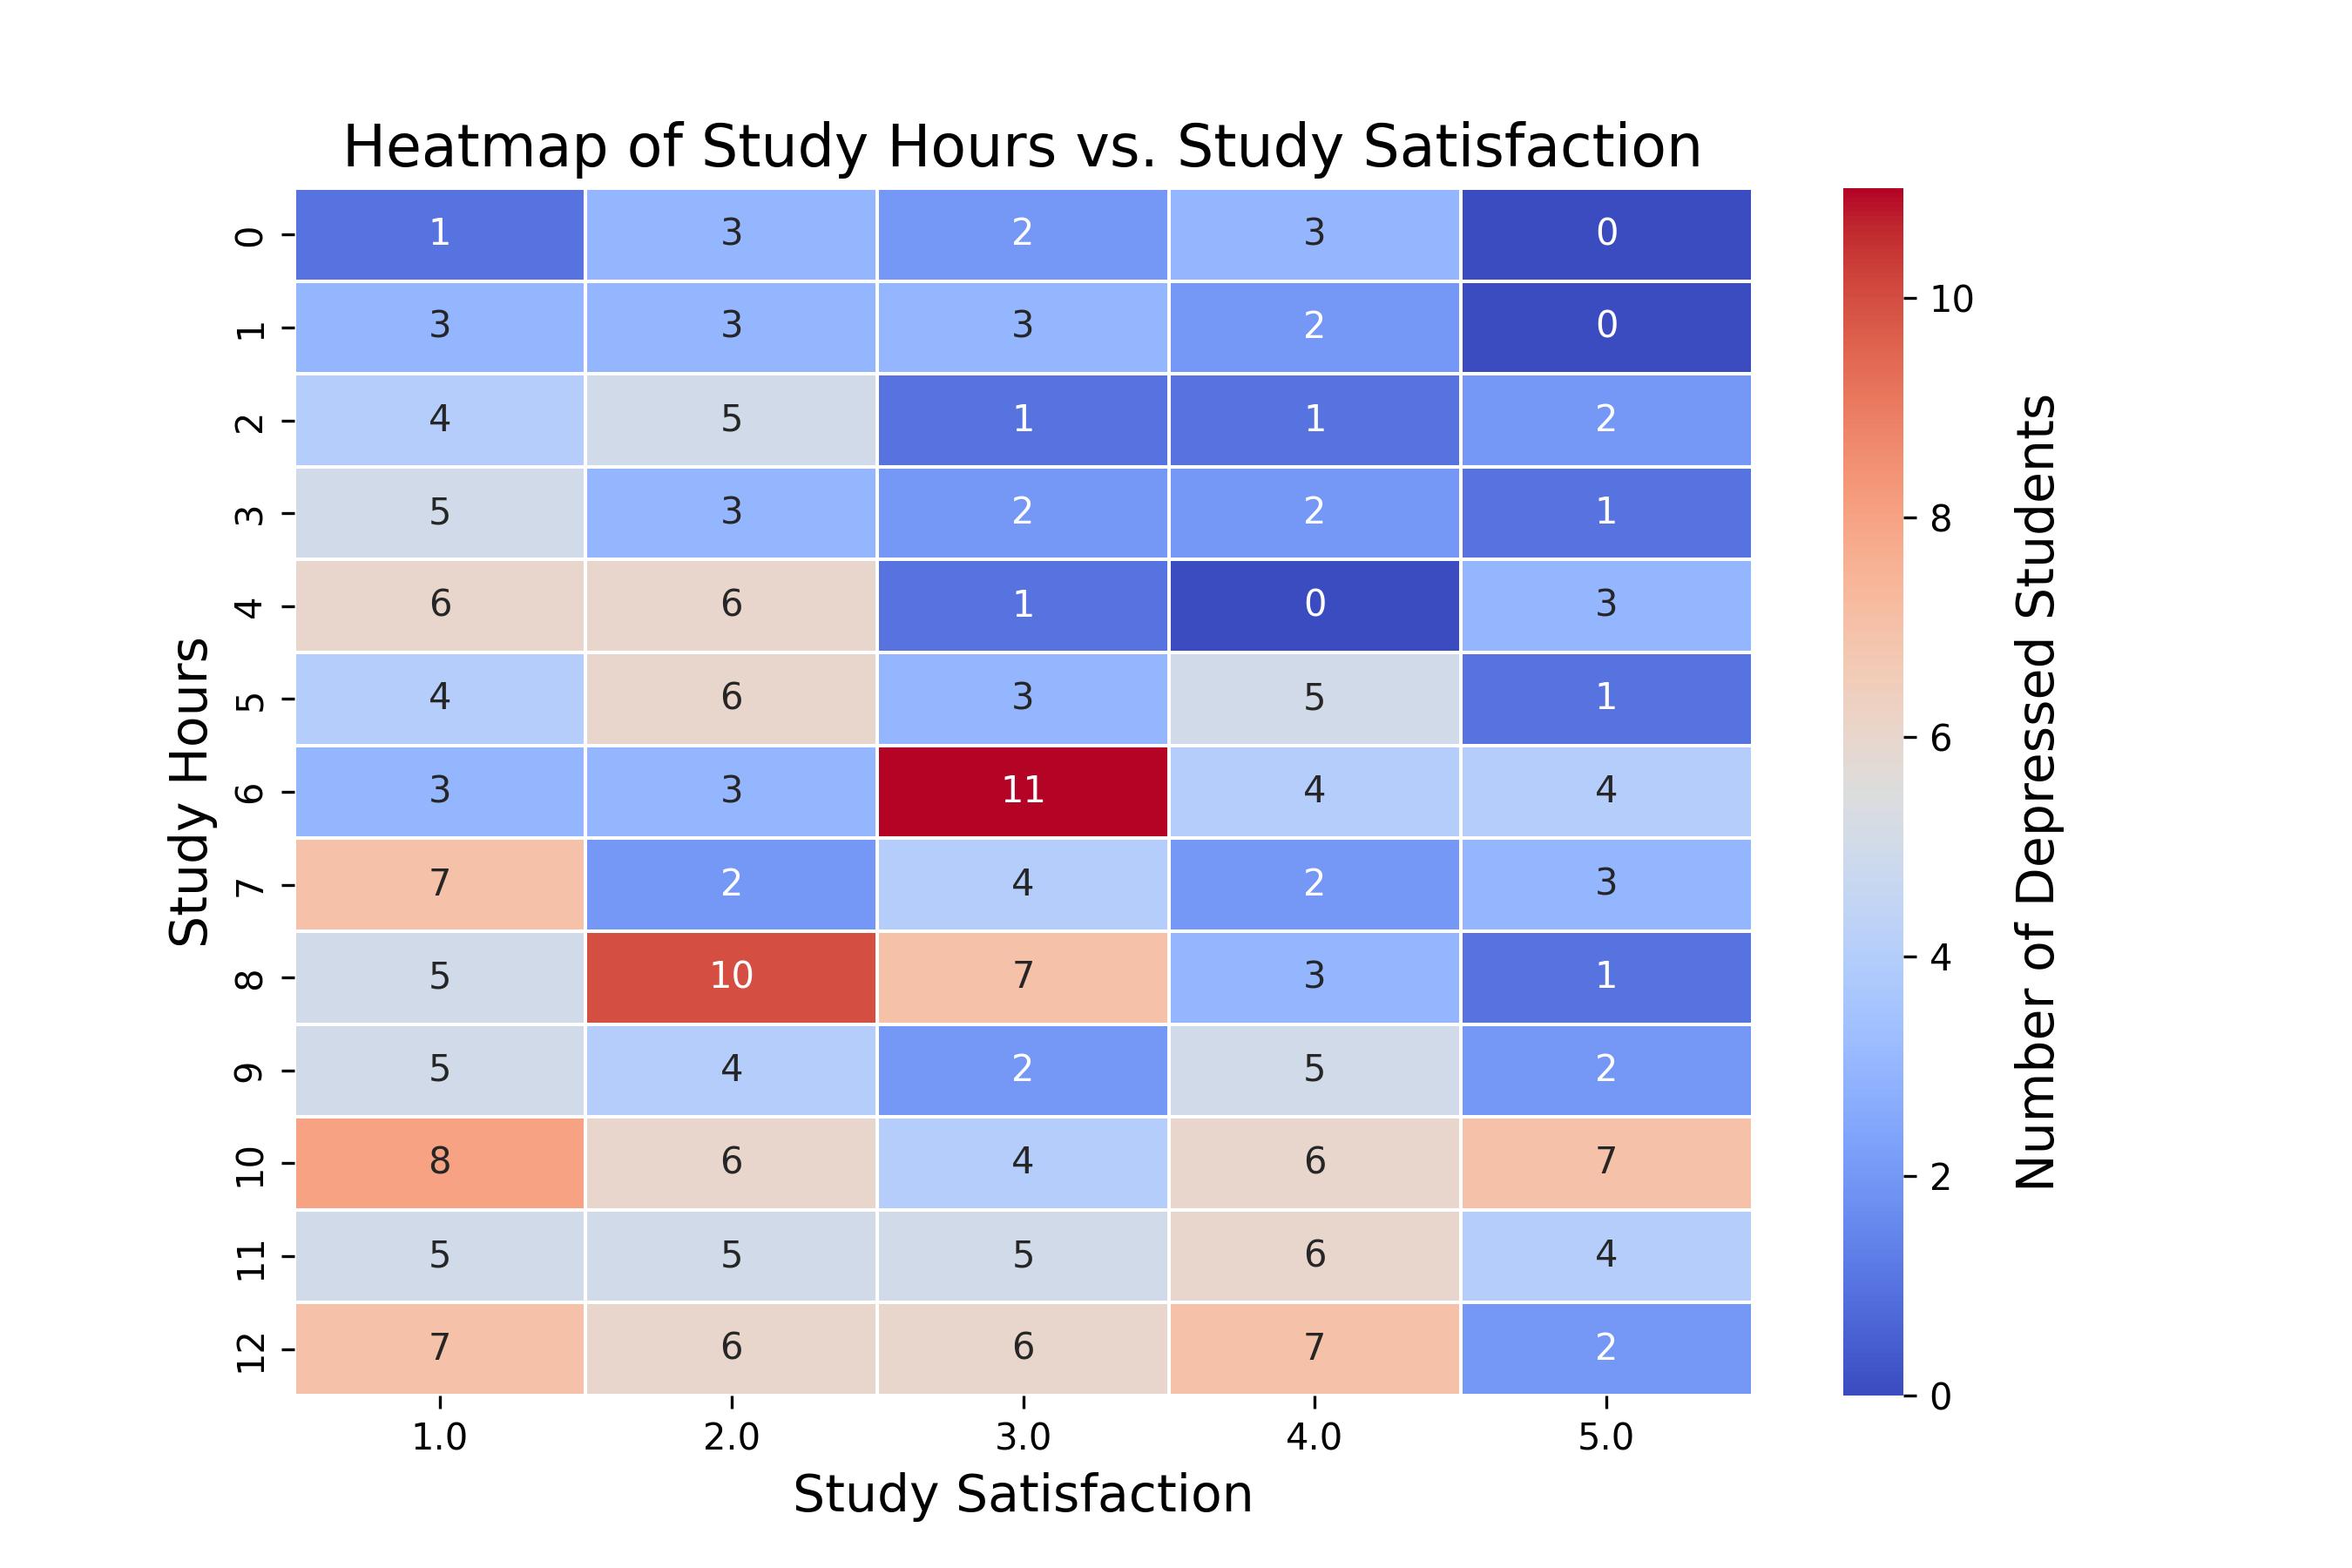 Heatmap of Study Hours vs. Study Satisfaction
0 1 3 2 3 0
1 3 3 3 2 0
2 4 5 1 1 2
3 5 3 2 2 1
4 6 6 1 0 3
5 4 6 3 5 1
6 3 3 11 4 4
7 7 2 4 2 3
8 5 10 7 3 1
9 5 4 2 5 2
10 8 6 4 6 7
11 5 5 5 6 4
12 7 6 6 7 2
1.0 2.0 3.0 4.0 5.0
Study Satisfaction
Study Hours
10
8
6
4
2
0
Number of Depressed Students